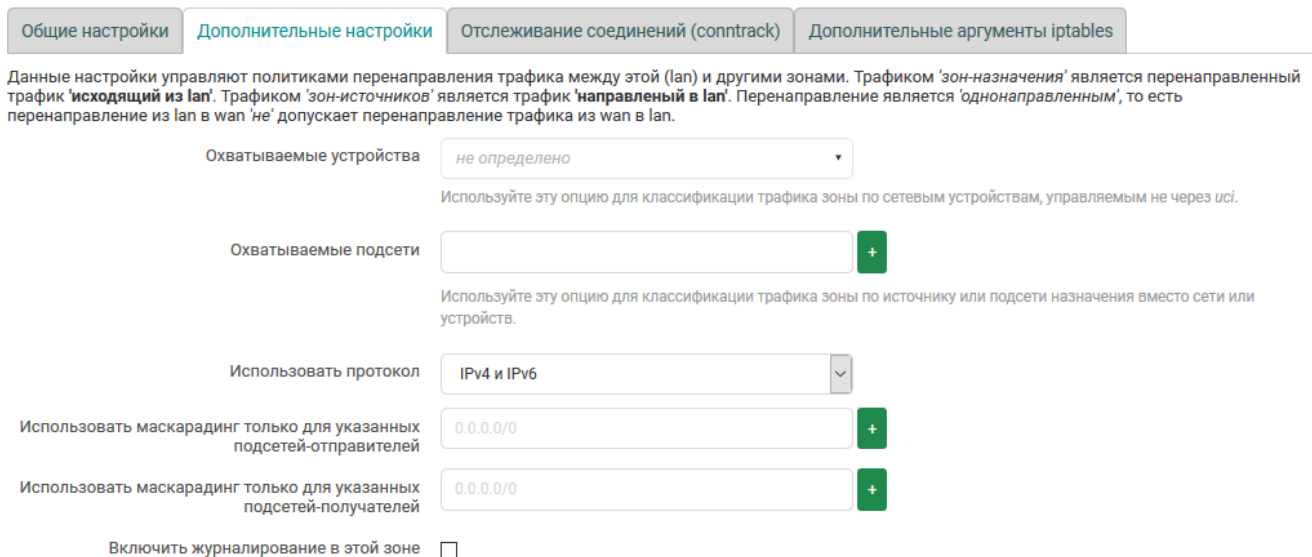 Общие настройки
Дополнительные настройки
Отслеживание соединений (conntrack)
Дополнительные аргументы iptables
Данные настройки управляют политиками перенаправления трафика между этой (lan) и другими зонами. Трафиком 'зон-назначения' является перенаправленный
трафик 'исходящий из lan'. Трафиком 'зон-источников' является трафик 'направленый в lan'. Перенаправление является 'однонаправленным', то есть
перенаправление из lan в wan 'не' допускает перенаправление трафика из wan в lan.
Охватываемые устройства
не определено
Используйте эту опцию для классификации трафика зоны по сетевым устройствам, управляемым не через uci.
Охватываемые подсети
+
Используйте эту опцию для классификации трафика зоны по источнику или подсети назначения вместо сети или
устройств.
Использовать протокол
IPv4 и IPv6
Использовать маскарадинг только для указанных
подсетей-отправителей
0.0.0.0/0
+
Использовать маскарадинг только для указанных
подсетей-получателей
0.0.0.0/0
+
Включить журналирование в этой зоне